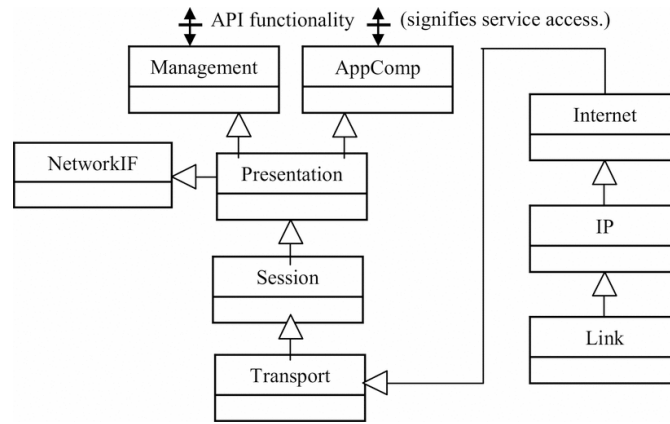 API functionality (signifies service access.)
Management
AppComp
Internet
NetworkIF
Presentation
IP
Session
Link
Transport